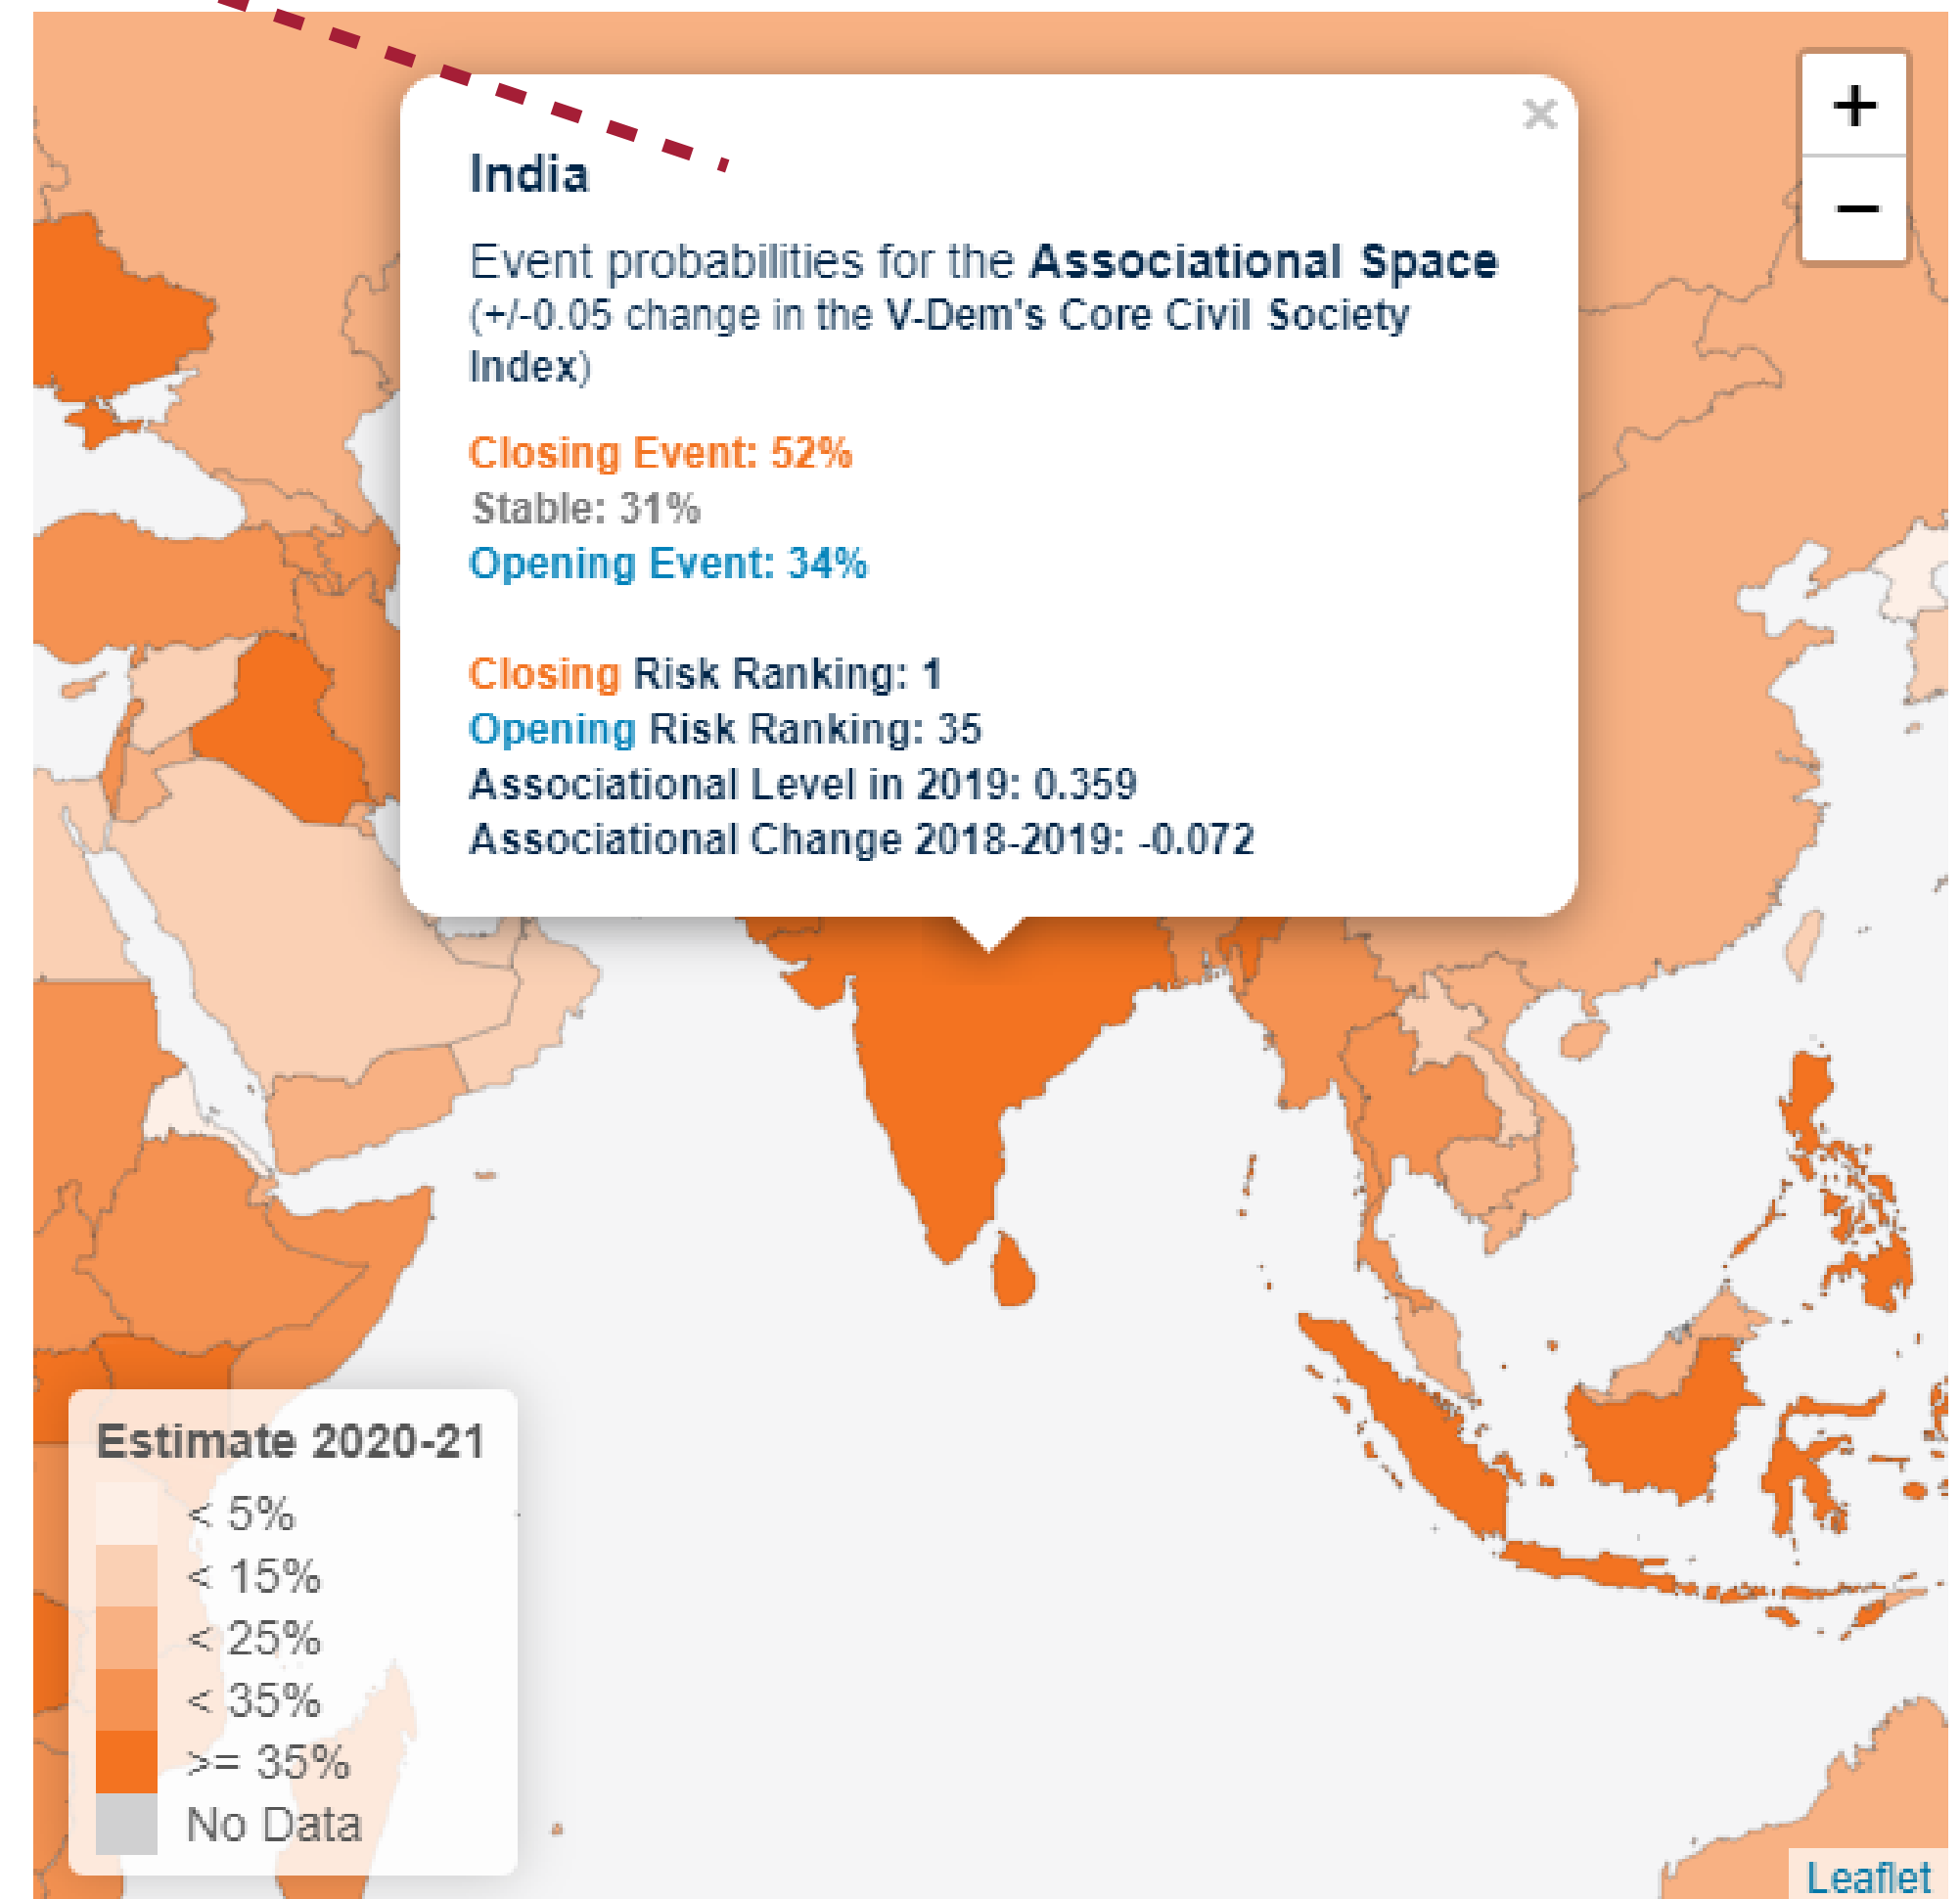 +
−
×
India
Event probabilities for the Associational Space
(+/-0.05 change in the V-Dem's Core Civil Society
Index)
Closing Event: 52%
Stable: 31%
Opening Event: 34%
Closing Risk Ranking: 1
Opening Risk Ranking: 35
Associational Level in 2019: 0.359
Associational Change 2018-2019: -0.072
Estimate 2020-21
< 5%
< 15%
< 25%
< 35%
>= 35%
No Data
Leaflet